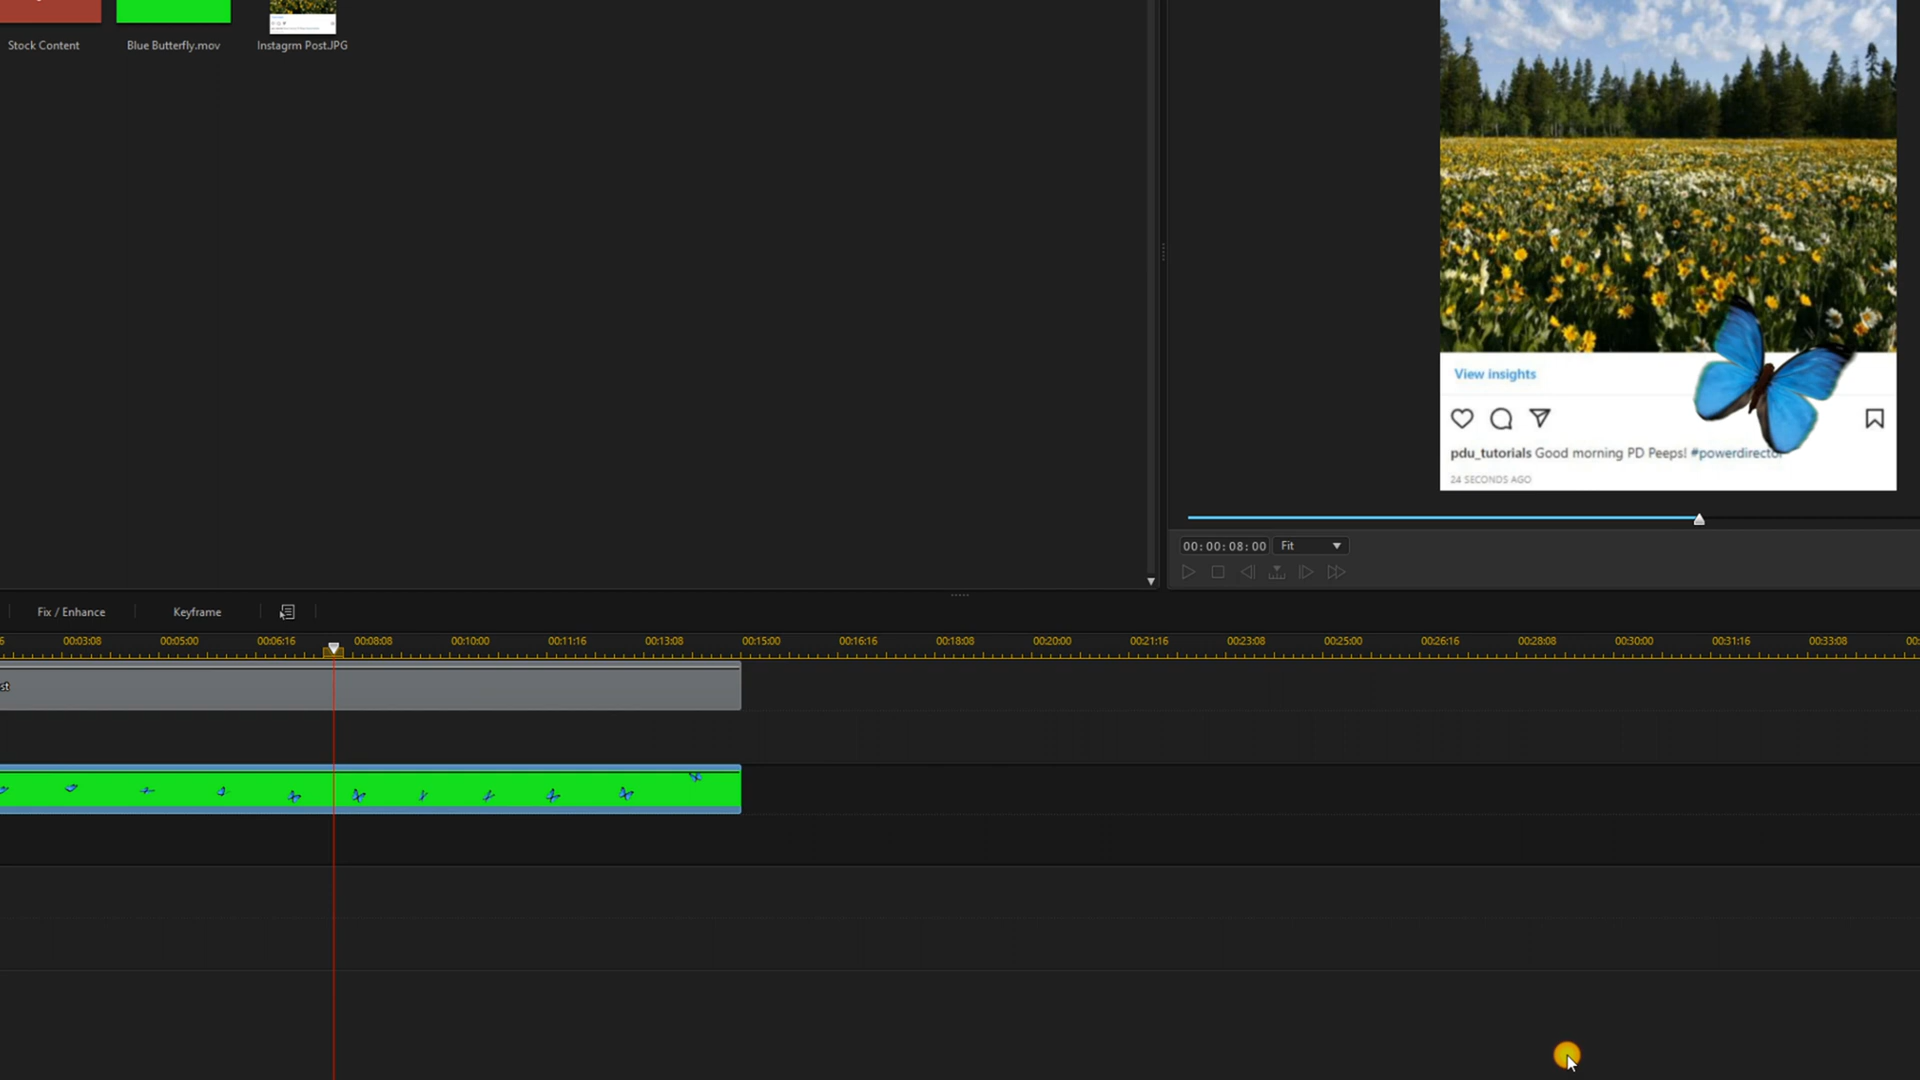 Stock Content
Blue Butterfly.mov
Instagrm Post.JPG
View insights
pdu_tutorials Good morning PD Peeps! #powerdirector
24 SECONDS AGO
00:00:08:00
Fit
Fix / Enhance
Keyframe
6 00:03:08 00:05:00 00:06:16 00:08:08 00:10:00 00:11:16 00:13:08 00:15:00 00:16:16 00:18:08 00:20:00 00:21:16 00:23:08 00:25:00 00:26:16 00:28:08 00:30:00 00:31:16 00:33:08 00:
st